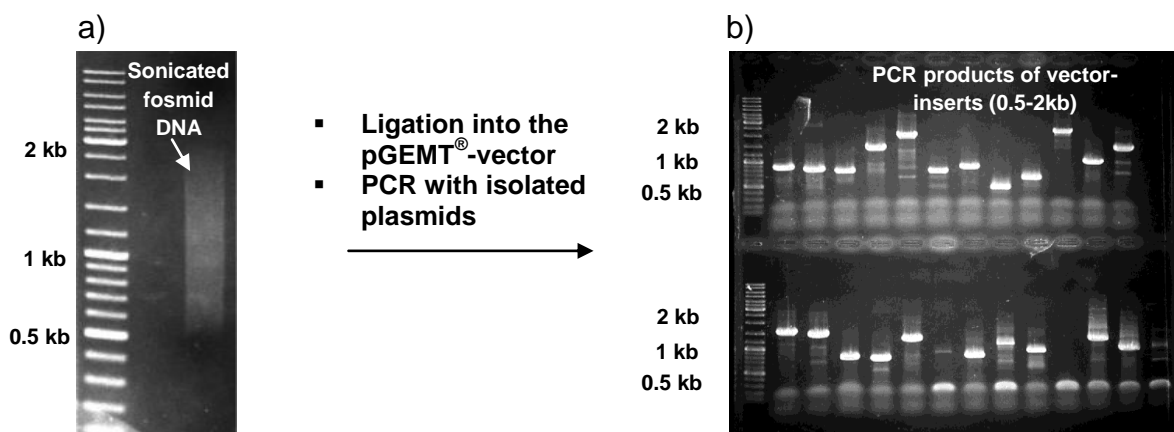 a)
Sonicated
fosmid
DNA
2 kb
1 kb
0.5 kb
▪ Ligation into the
pGEMT®-vector
▪ PCR with isolated
plasmids
b)
PCR products of vector-
inserts (0.5-2kb)
2 kb
1 kb
0.5 kb
2 kb
1 kb
0.5 kb